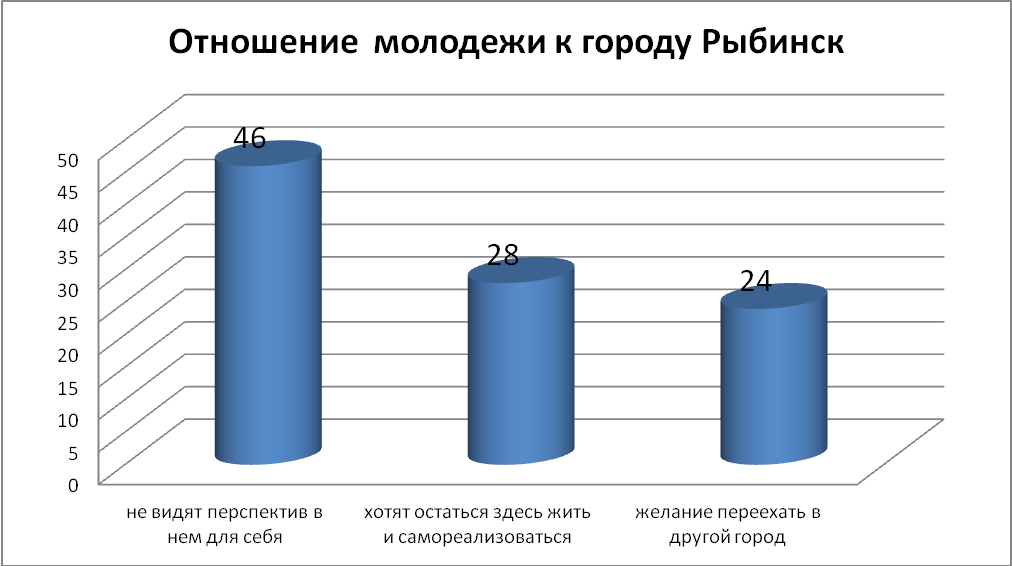 Отношение молодежи к городу Рыбинск
46
28
24
50
45
40
35
30
25
20
15
10
5
0
не видят перспектив в
нем для себя
хотят остаться здесь жить
и самореализоваться
желание переехать в
другой город